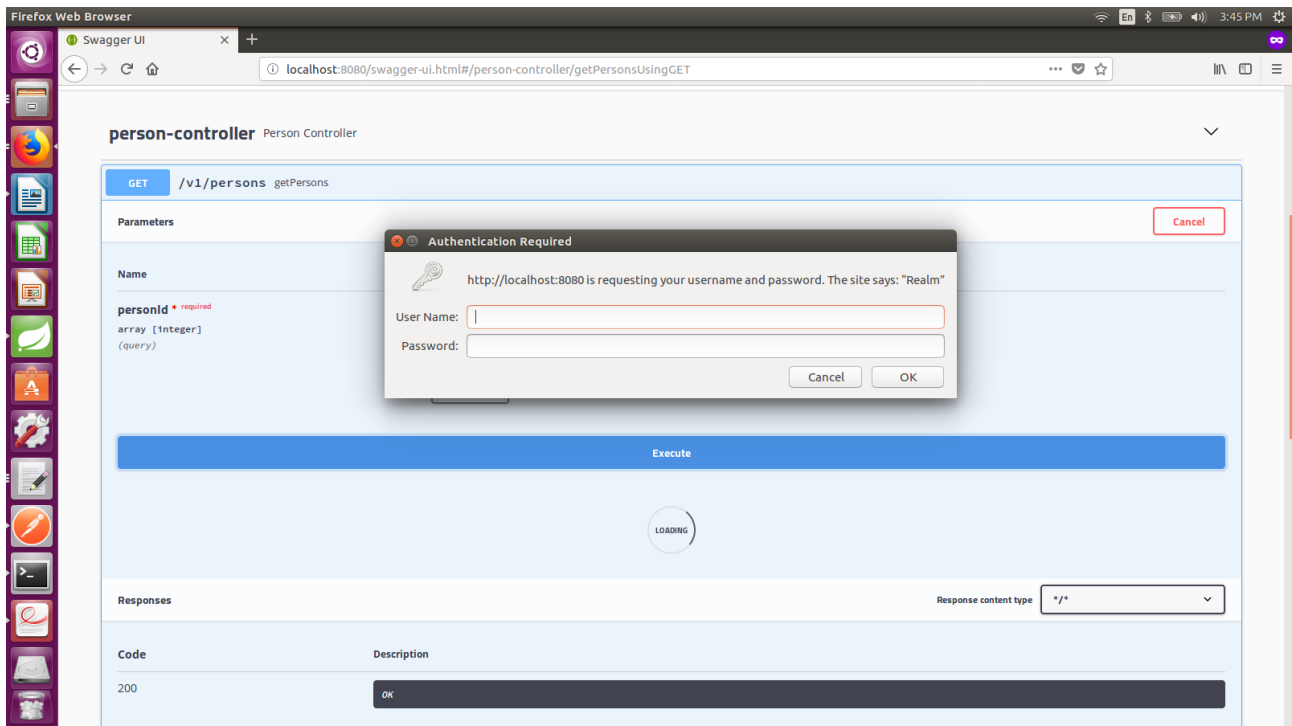 Firefox Web Browser
En
3:45 PM
Swagger UI
localhost:8080/swagger-ui.html#/person-controller/getPersonsUsingGET
person-controller Person Controller
GET /v1/persons getPersons
Parameters
Cancel
Authentication Required
http://localhost:8080 is requesting your username and password. The site says: “Realm”
User Name:
Password:
Cancel
OK
Name
personId * required
array [integer]
(query)
Execute
LOADING
Responses
Response content type
*/*
Code
Description
200
OK